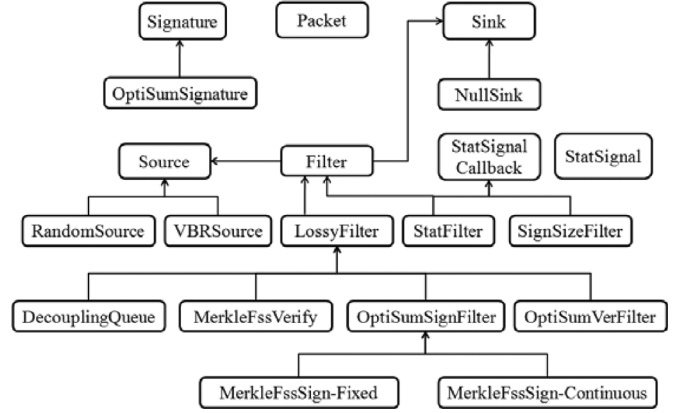 Signature
Packet
Sink
OptiSumSignature
NullSink
Source
Filter
StatSignal
Callback
StatSignal
RandomSource
VBRSource
LossyFilter
StatFilter
SignSizeFilter
DecouplingQueue
MerkleFssVerify
OptiSumSignFilter
OptiSumVerFilter
MerkleFssSign-Fixed
MerkleFssSign-Continuous